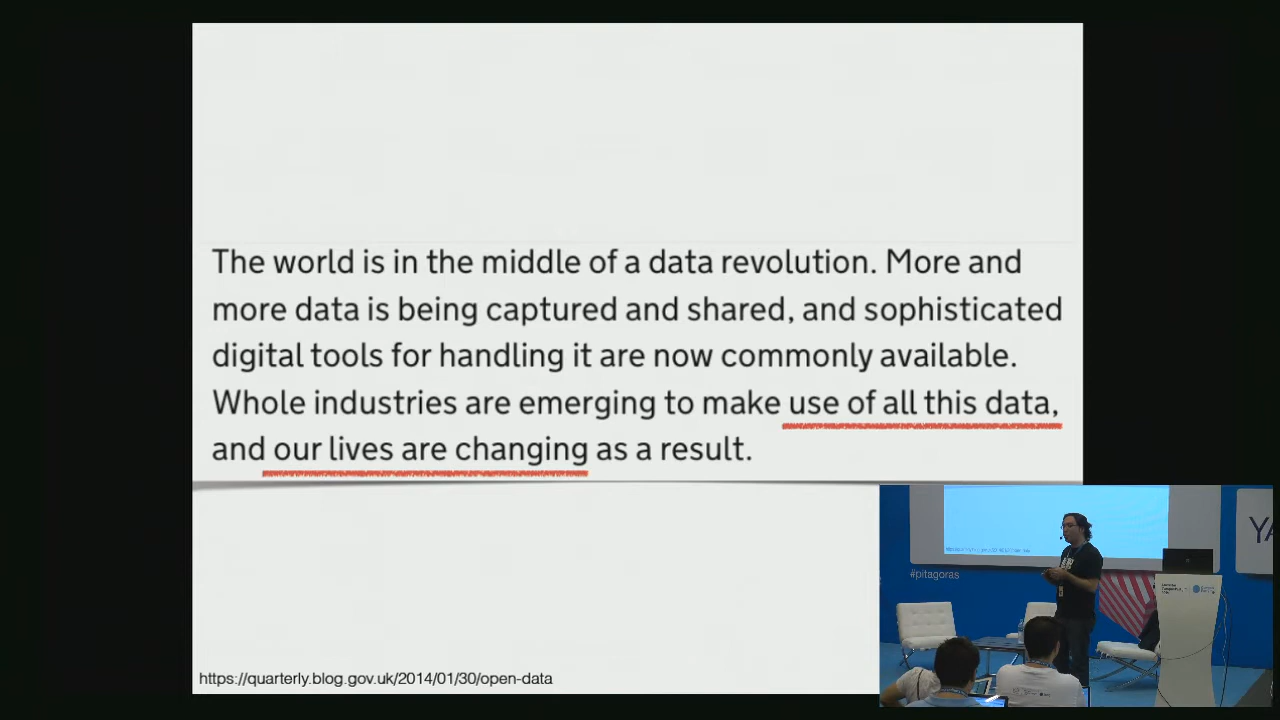 The world is in the middle of a data revolution. More and
more data is being captured and shared, and sophisticated
digital tools for handling it are now commonly available.
Whole industries are emerging to make use of all this data,
and our lives are changing as a result.
https://quarterly.blog.gov.uk/2014/01/30/open-data
#pitagoras
YA